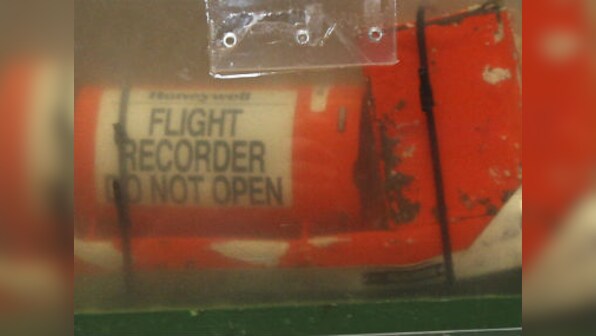 Honeywell
FLIGHT
RECORDER
DO NOT OPEN